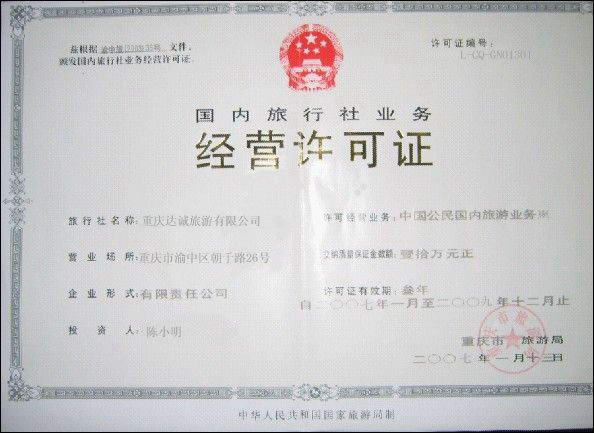 兹根据 渝中旅[2003]35号 文件，
颁发国内旅行社业务经营许可证。
许可证编号：
L-CQ-GN01301
国内旅行社业务
经营许可证
旅行社名称：重庆达诚旅游有限公司
许可经营业务：中国公民国内旅游业务
营业场所：重庆市渝中区朝千路26号
交纳质量保证金数额：壹拾万元正
企业形式：有限责任公司
许可证有效期：叁年
自二〇〇七年一月至二〇〇九年十二月止
投资人：陈小明
重庆市 旅游局
二〇〇七年一月十二日
中华人民共和国国家旅游局制